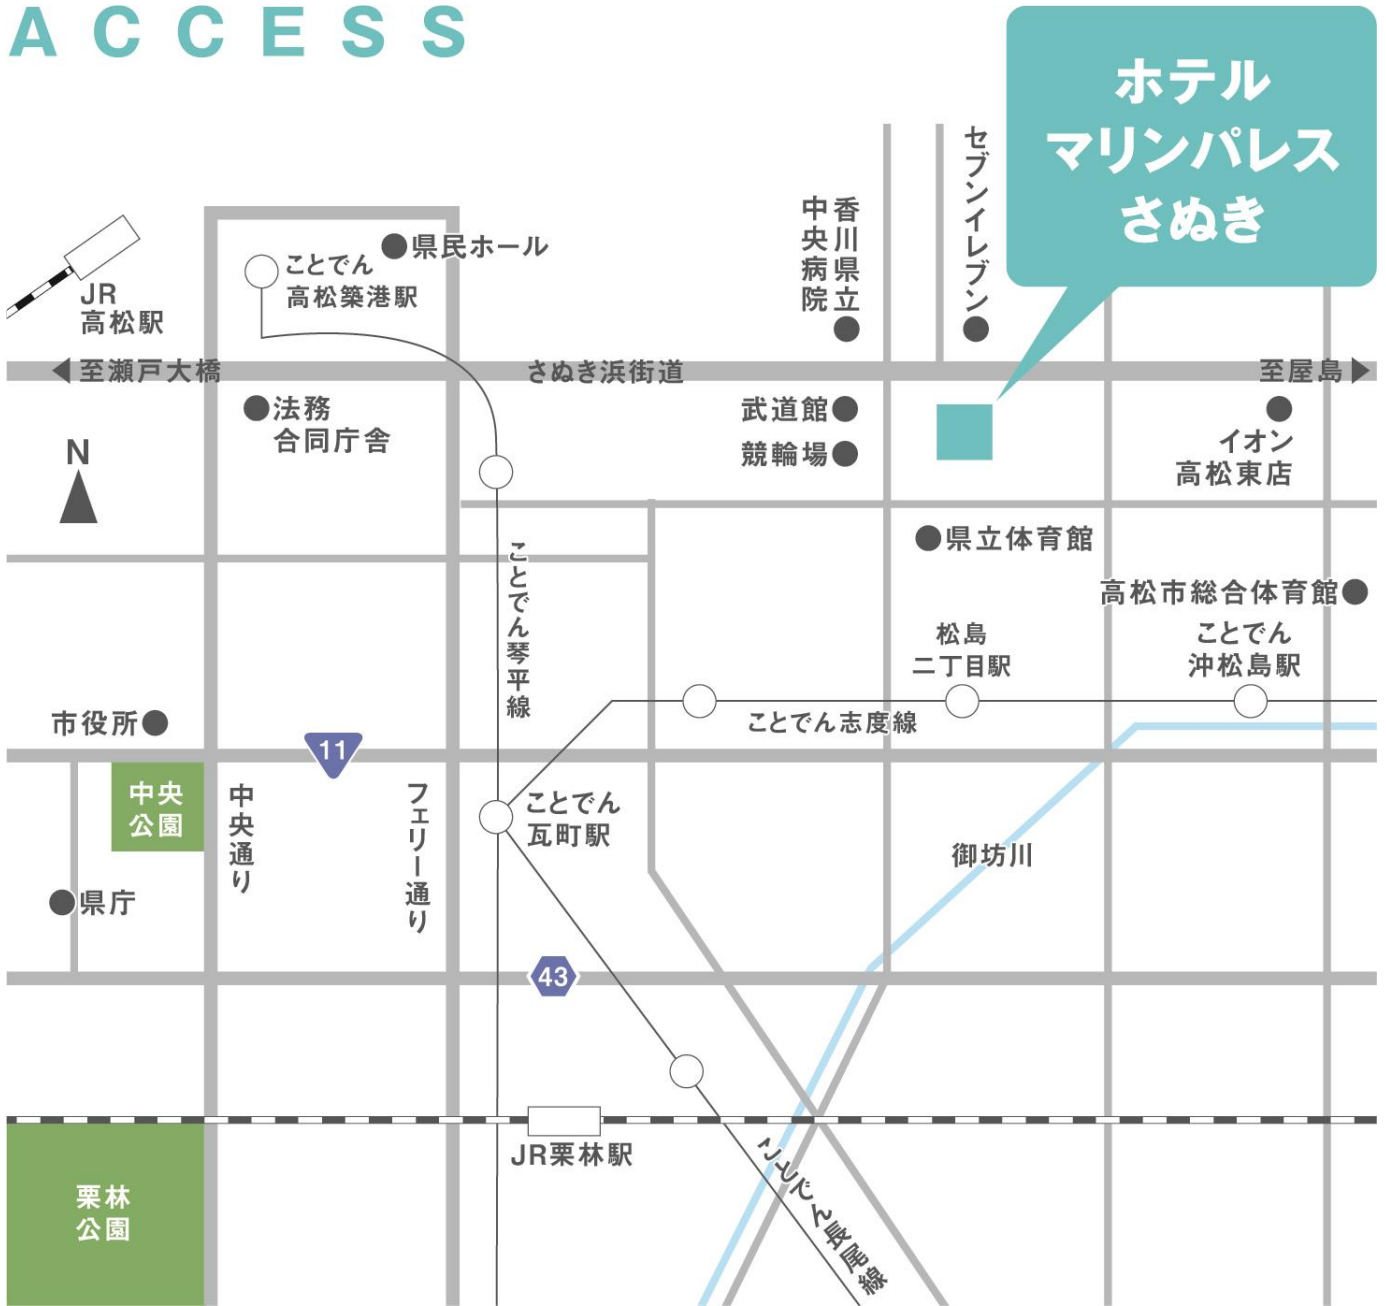 ACCESS
ホテル
マリンパレス
さぬき
セブンイレブン
香川県立
中央病院
県民ホール
ことでん
高松築港駅
JR
高松駅
至瀬戸大橋
さぬき浜街道
至屋島
法務
合同庁舎
武道館
競輪場
イオン
高松東店
N
県立体育館
ことでん琴平線
高松市総合体育館
松島
二丁目駅
ことでん
沖松島駅
市役所
ことでん志度線
11
中央
公園
中央通り
フェリー通り
ことでん
瓦町駅
御坊川
県庁
43
JR栗林駅
ことでん長尾線
栗林
公園